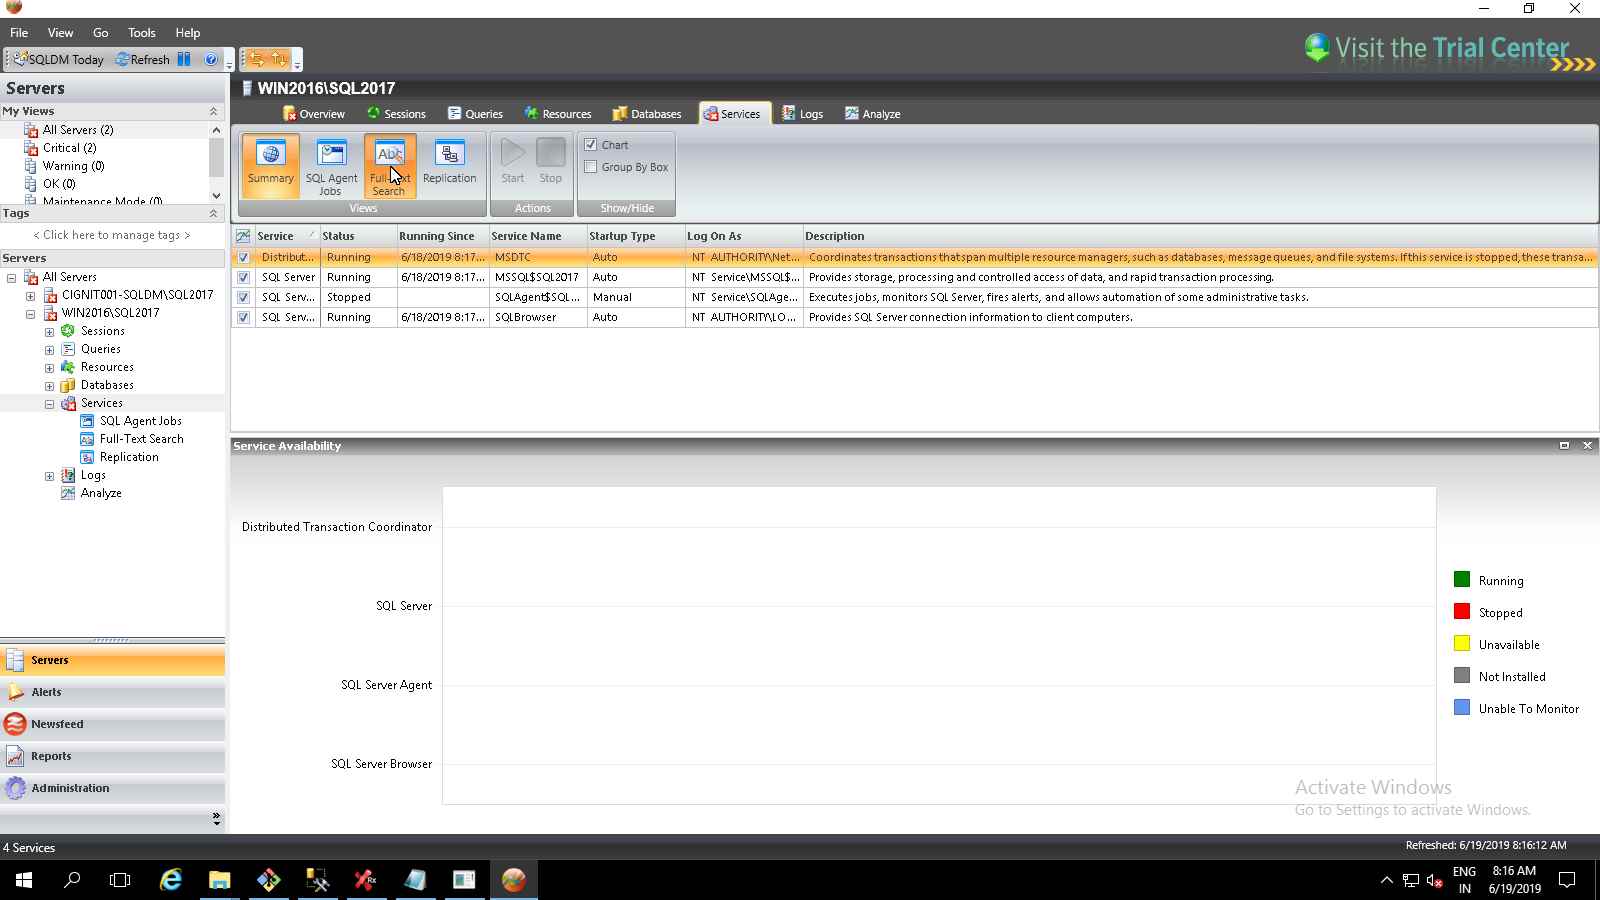 File View Go Tools Help
SQLDM Today Refresh
Visit the Trial Center
Servers
My Views
All Servers (2)
Critical (2)
Warning (0)
OK (0)
Maintenance Mode (0)
Tags
< Click here to manage tags >
Servers
All Servers
CIGNIT001-SQLDM\SQL2017
WIN2016\SQL2017
Sessions
Queries
Resources
Databases
Services
SQL Agent Jobs
Full-Text Search
Replication
Logs
Analyze
Servers
Alerts
Newsfeed
Reports
Administration
WIN2016\SQL2017
Overview Sessions Queries Resources Databases Services Logs Analyze
Summary
SQL Agent
Jobs
Full-Text
Search
Replication
Views
Start Stop
Actions
Chart
Group By Box
Show/Hide
Service Status Running Since Service Name Startup Type Log On As Description
Distribut... Running 6/18/2019 8:17... MSDTC Auto NT AUTHORITY\Net... Coordinates transactions that span multiple resource managers, such as databases, message queues, and file systems. If this service is stopped, these transa...
SQL Server Running 6/18/2019 8:17... MSSQL$SQL2017 Auto NT Service\MSSQL$... Provides storage, processing and controlled access of data, and rapid transaction processing.
SQL Serv... Stopped SQLAgent$SQL... Manual NT Service\SQLAge... Executes jobs, monitors SQL Server, fires alerts, and allows automation of some administrative tasks.
SQL Serv... Running 6/18/2019 8:17... SQLBrowser Auto NT AUTHORITY\LO... Provides SQL Server connection information to client computers.
Service Availability
Distributed Transaction Coordinator
SQL Server
SQL Server Agent
SQL Server Browser
Running
Stopped
Unavailable
Not Installed
Unable To Monitor
Activate Windows
Go to Settings to activate Windows.
4 Services
Refreshed: 6/19/2019 8:16:12 AM
ENG
IN
8:16 AM
6/19/2019